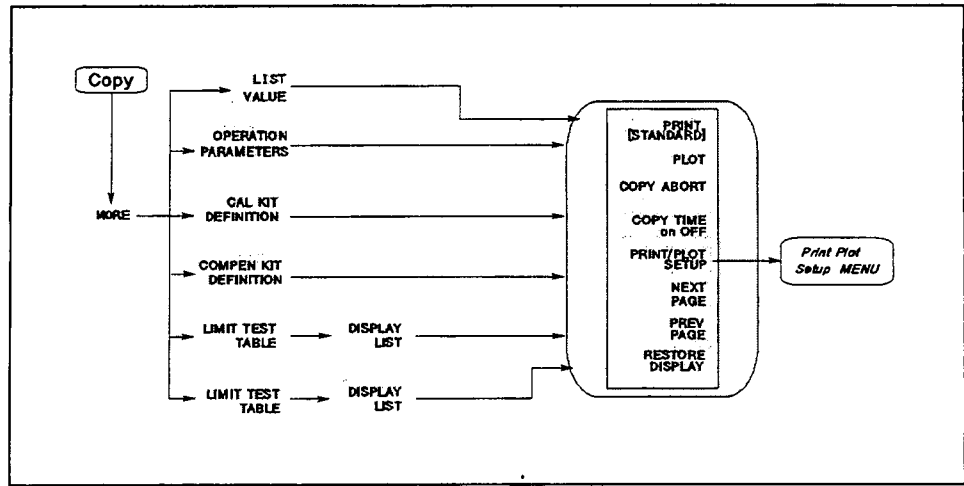 Copy
MORE
LIST
VALUE
OPERATION
PARAMETERS
CAL KIT
DEFINITION
COMPEN KIT
DEFINITION
LIMIT TEST
TABLE
DISPLAY
LIST
LIMIT TEST
TABLE
DISPLAY
LIST
PRINT
[STANDARD]
PLOT
COPY ABORT
COPY TIME
on OFF
PRINT/PLOT
SETUP
NEXT
PAGE
PREV
PAGE
RESTORE
DISPLAY
Print Plot
Setup MENU